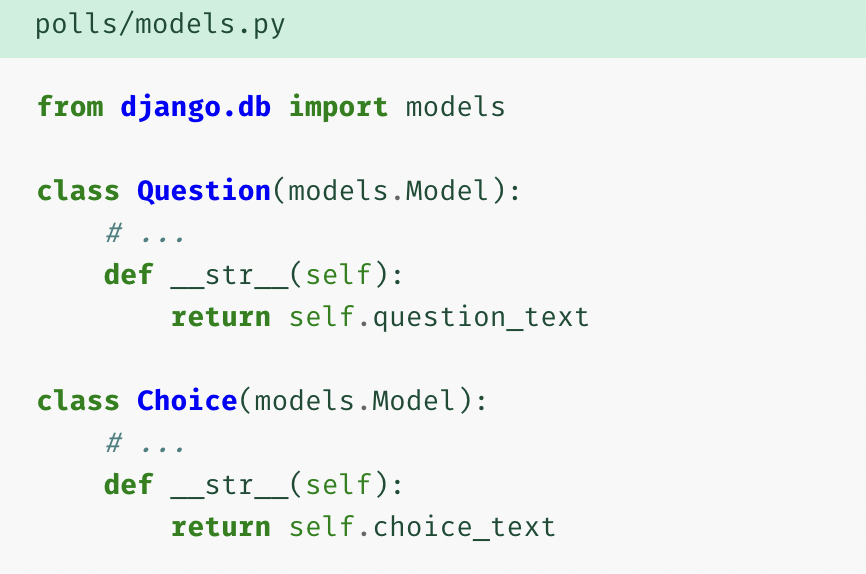 polls/models.py
from django.db import models
class Question(models.Model):
    # ...
    def __str__(self):
        return self.question_text
class Choice(models.Model):
    # ...
    def __str__(self):
        return self.choice_text